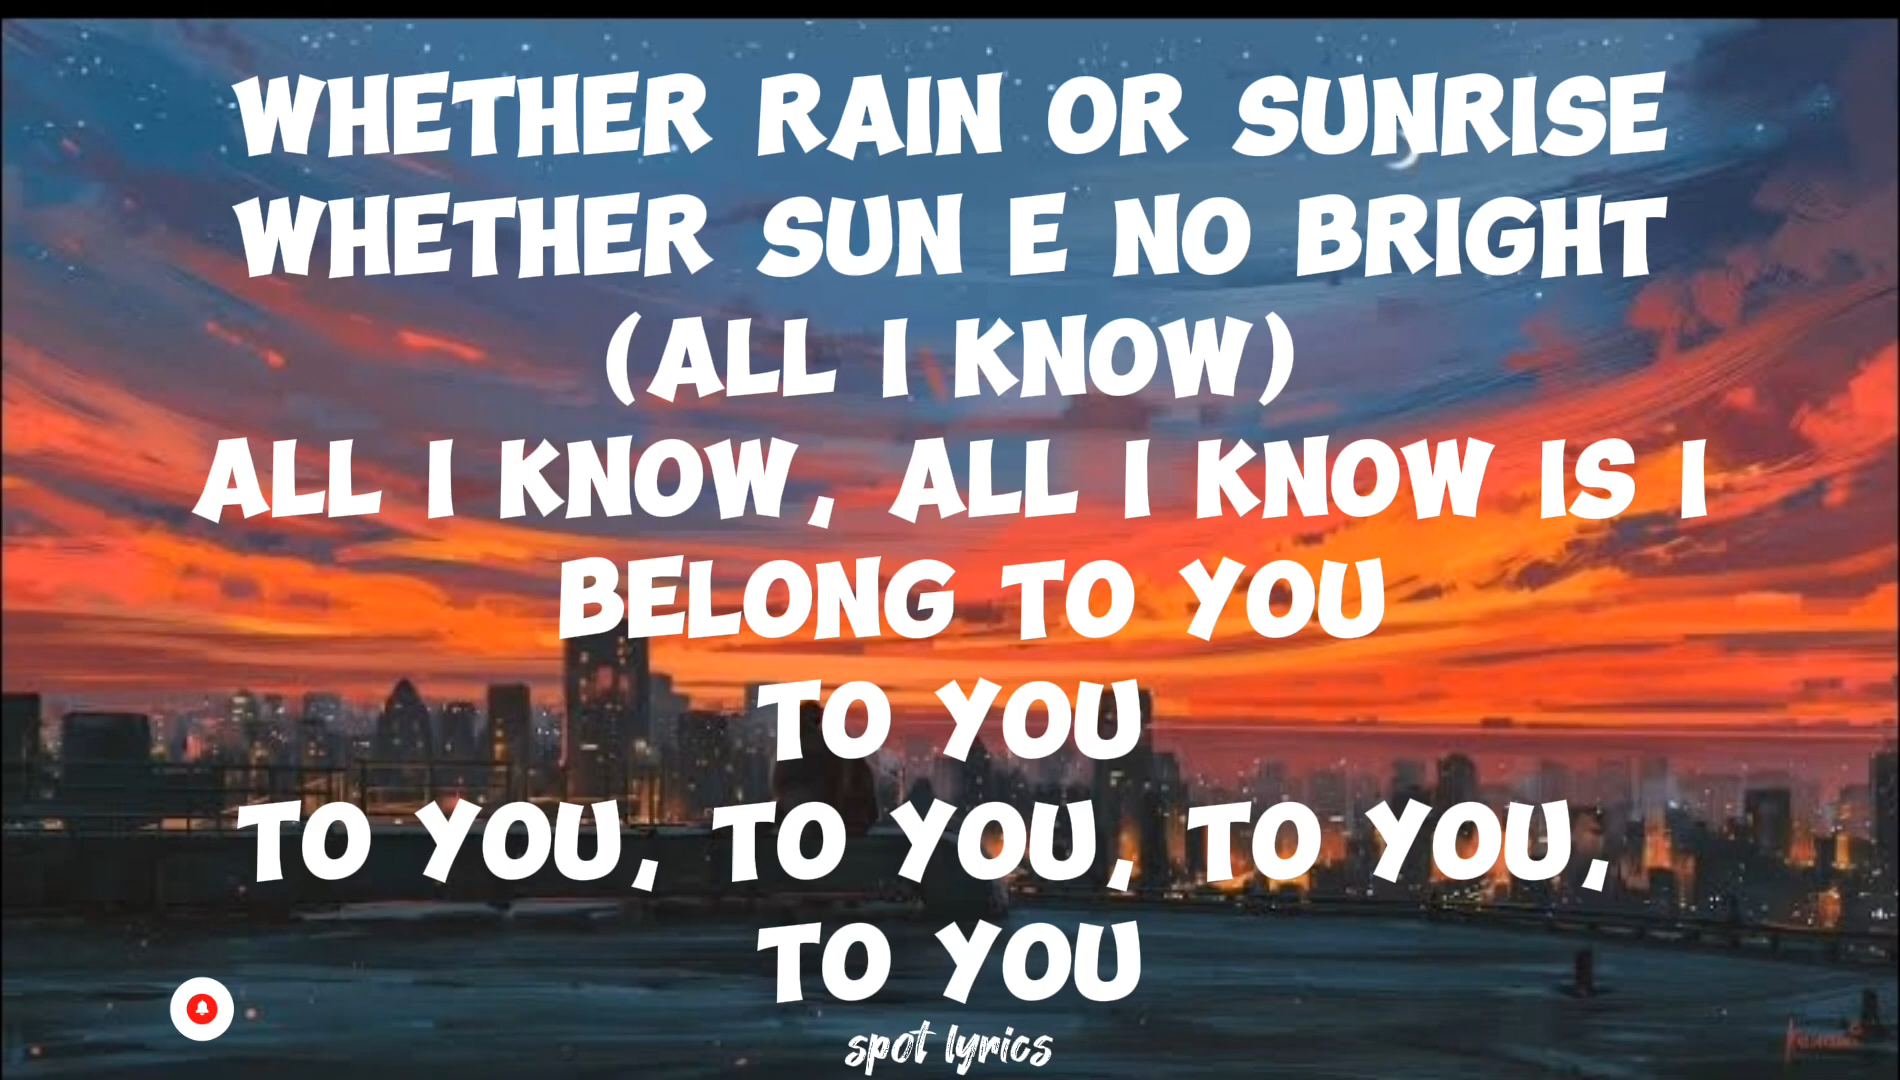 WHETHER RAIN OR SUNRISE
WHETHER SUN E NO BRIGHT
(ALL I KNOW)
ALL I KNOW, ALL I KNOW IS I
BELONG TO YOU
TO YOU
TO YOU, TO YOU, TO YOU,
TO YOU
spot lyrics